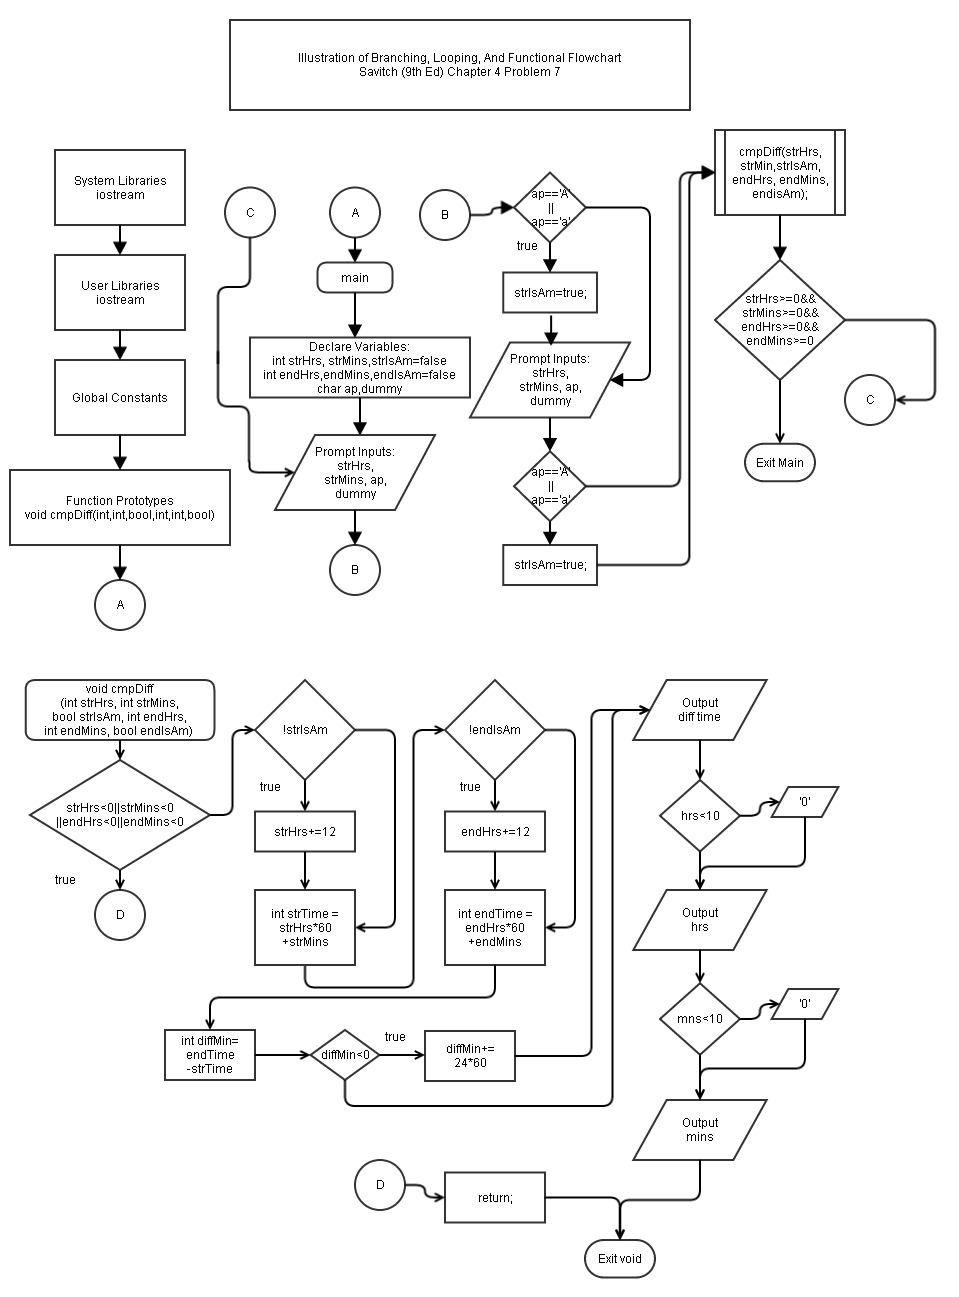 Illustration of Branching, Looping, And Functional Flowchart
Savitch (9th Ed) Chapter 4 Problem 7
System Libraries
iostream
User Libraries
iostream
Global Constants
Function Prototypes
void cmpDiff(int,int,bool,int,int,bool)
A
C
A
main
Declare Variables:
int strHrs, strMins,strIsAm=false
int endHrs,endMins,endIsAm=false
char ap,dummy
Prompt Inputs:
strHrs,
strMins, ap,
dummy
B
B
ap=='A'
||
ap=='a'
true
strIsAm=true;
Prompt Inputs:
strHrs,
strMins, ap,
dummy
ap=='A'
||
ap=='a'
strIsAm=true;
cmpDiff(strHrs,
strMin,strIsAm,
endHrs, endMins,
endisAm);
strHrs>=0&&
strMins>=0&&
endHrs>=0&&
endMins>=0
C
Exit Main
void cmpDiff
(int strHrs, int strMins,
bool strIsAm, int endHrs,
int endMins, bool endIsAm)
strHrs<0||strMins<0
||endHrs<0||endMins<0
true
D
!strIsAm
true
strHrs+=12
int strTime =
strHrs*60
+strMins
!endIsAm
true
endHrs+=12
int endTime =
endHrs*60
+endMins
int diffMin=
endTime
-strTime
diffMin<0
true
diffMin+=
24*60
Output
diff time
hrs<10
'0'
Output
hrs
mns<10
'0'
Output
mins
D
return;
Exit void